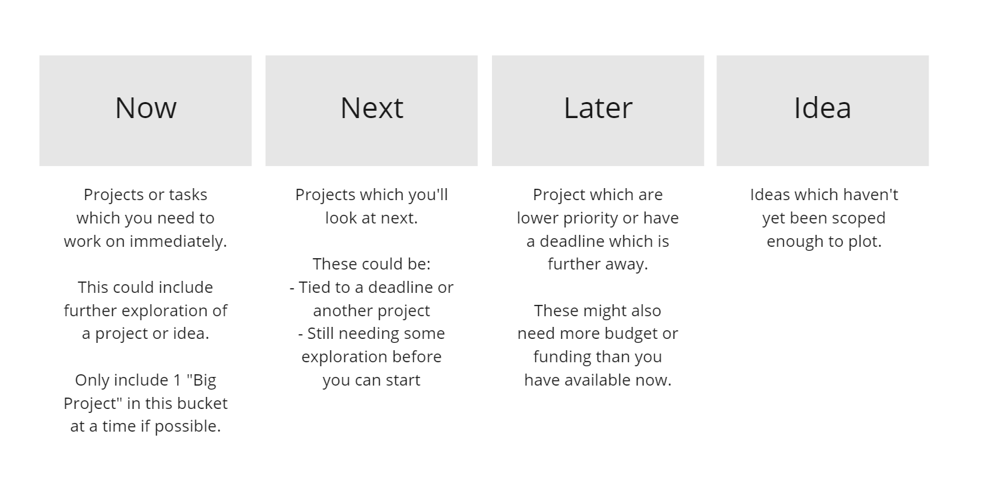 Now
Projects or tasks
which you need to
work on immediately.
This could include
further exploration of
a project or idea.
Only include 1 "Big
Project" in this bucket
at a time if possible.
Next
Projects which you'll
look at next.
These could be:
- Tied to a deadline or
another project
- Still needing some
exploration before
you can start
Later
Project which are
lower priority or have
a deadline which is
further away.
These might also
need more budget or
funding than you
have available now.
Idea
Ideas which haven't
yet been scoped
enough to plot.